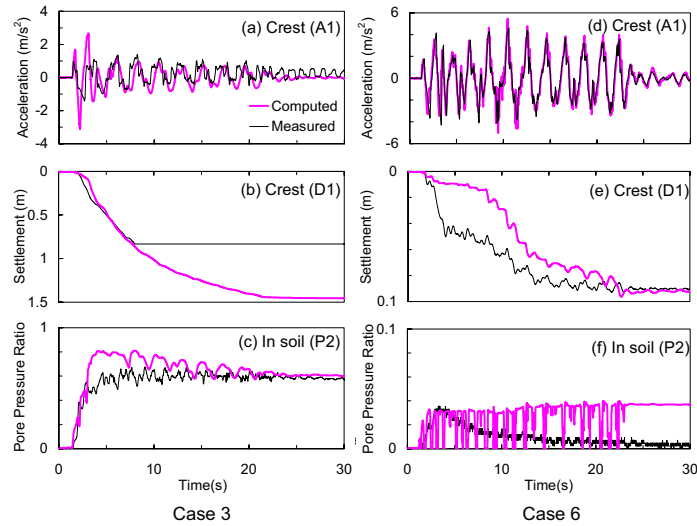 (a) Crest (A1)
Acceleration (m/s²)
4
2
0
-2
-4
Computed
Measured
(b) Crest (D1)
Settlement (m)
0
0.5
1
1.5
(c) In soil (P2)
Pore Pressure Ratio
1
0
0 10 20 30
Time(s)
Case 3
(d) Crest (A1)
Acceleration (m/s²)
6
0
-6
(e) Crest (D1)
Settlement (m)
0
0.1
(f) In soil (P2)
Pore Pressure Ratio
0.1
0
0 10 20 30
Time(s)
Case 6